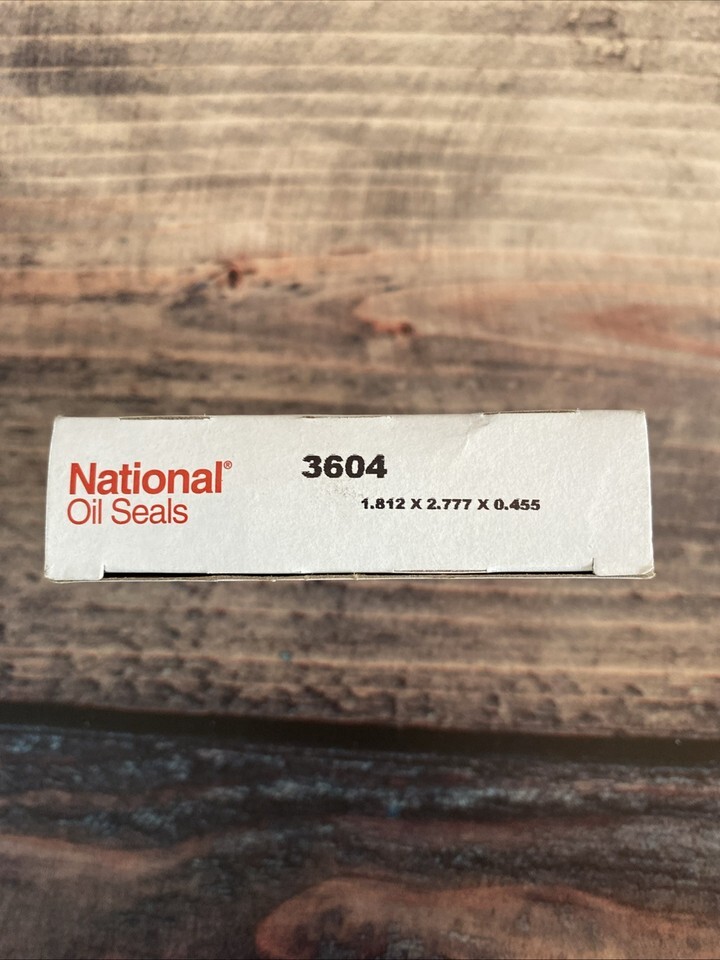 National®
Oil Seals
3604
1.812 X 2.777 X 0.455